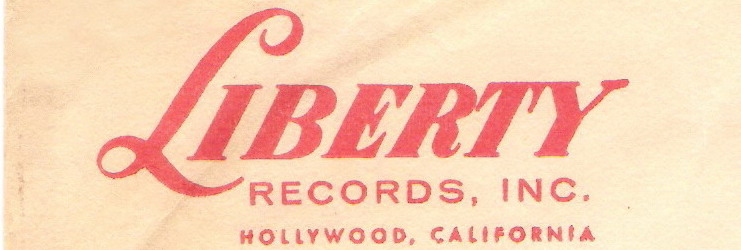 LIBERTY
RECORDS, INC.
HOLLYWOOD, CALIFORNIA